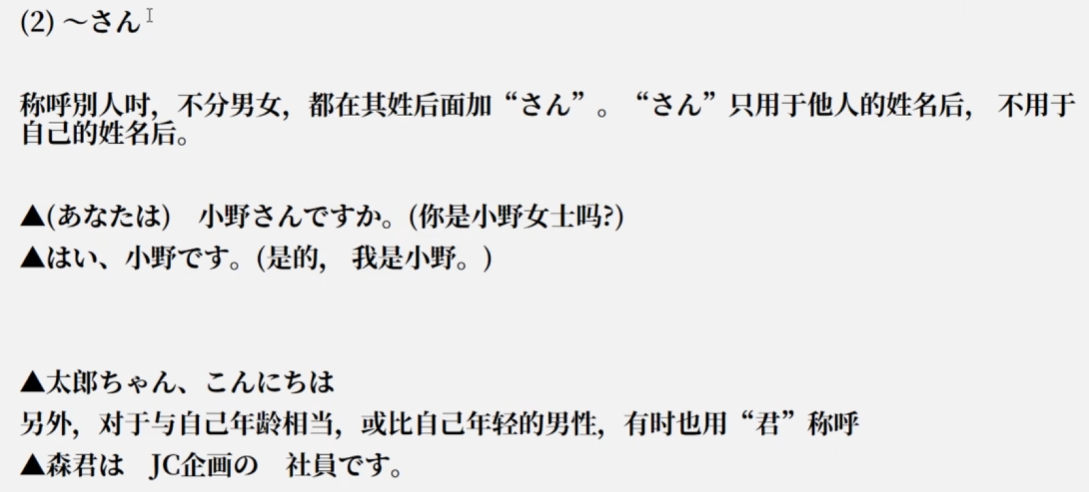 (2) ～さん
称呼別人时，不分男女，都在其姓后面加“さん”。“さん”只用于他人的姓名后， 不用于
自己的姓名后。
▲(あなたは)　小野さんですか。(你是小野女士吗?)
▲はい、小野です。(是的， 我是小野。)
▲太郎ちゃん、こんにちは
另外，对于与自己年龄相当，或比自己年轻的男性，有时也用“君”称呼
▲森君は　JC企画の　社員です。